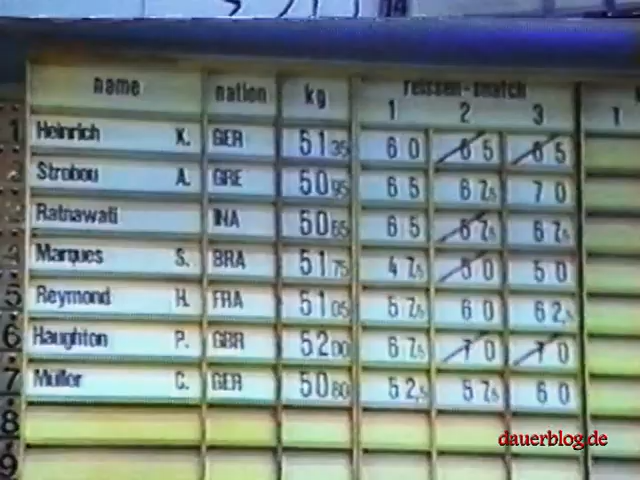 name nation kg reissen-snatch
1 2 3 1
1 Heinrich K. GER 51 35 60 65 65
2 Strobou A. GRE 50 95 65 67,5 70
3 Ratnawati INA 50 65 65 67,5 67,5
4 Marques S. BRA 51 75 47,5 50 50
5 Reymond H. FRA 51 05 57,5 60 62,5
6 Haughton P. GBR 52 00 67,5 70 70
7 Müller C. GER 50 80 52,5 57,5 60
8
9
dauerblog.de